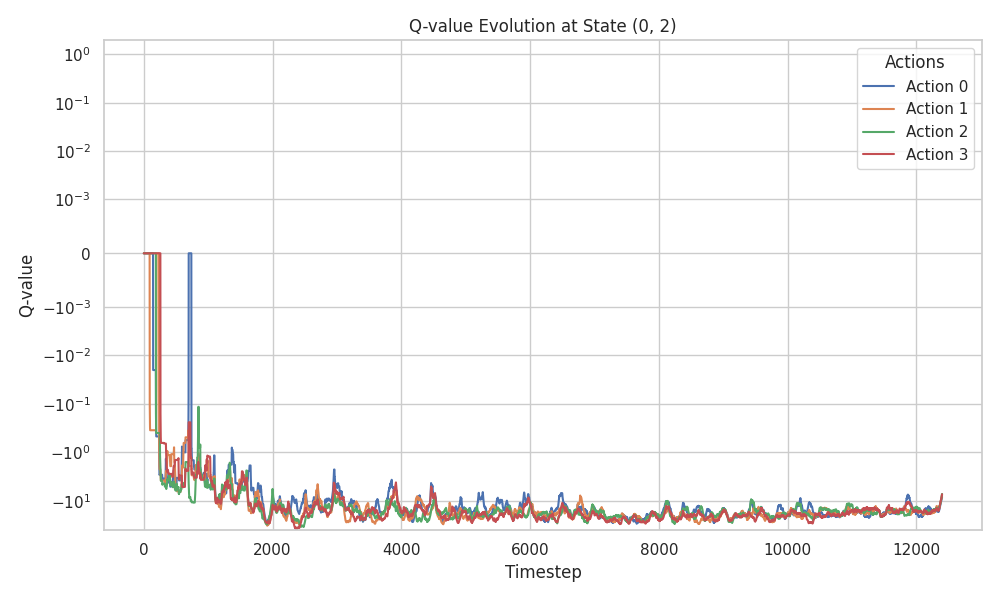 Q-value Evolution at State (0, 2)
Q-value
10⁰
10⁻¹
10⁻²
10⁻³
0
−10⁻³
−10⁻²
−10⁻¹
−10⁰
−10¹
Actions
Action 0
Action 1
Action 2
Action 3
0 2000 4000 6000 8000 10000 12000
Timestep